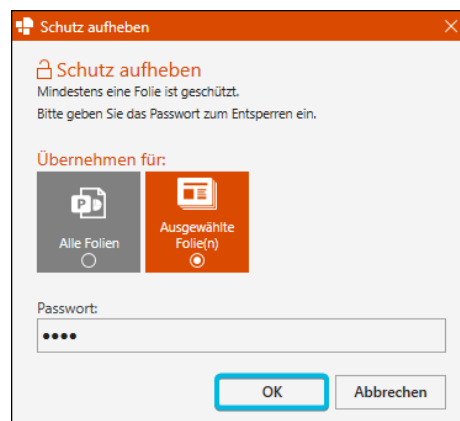 Schutz aufheben
Schutz aufheben
Mindestens eine Folie ist geschützt.
Bitte geben Sie das Passwort zum Entsperren ein.
Übernehmen für:
Alle Folien
Ausgewählte
Folie(n)
Passwort:
••••
OK
Abbrechen